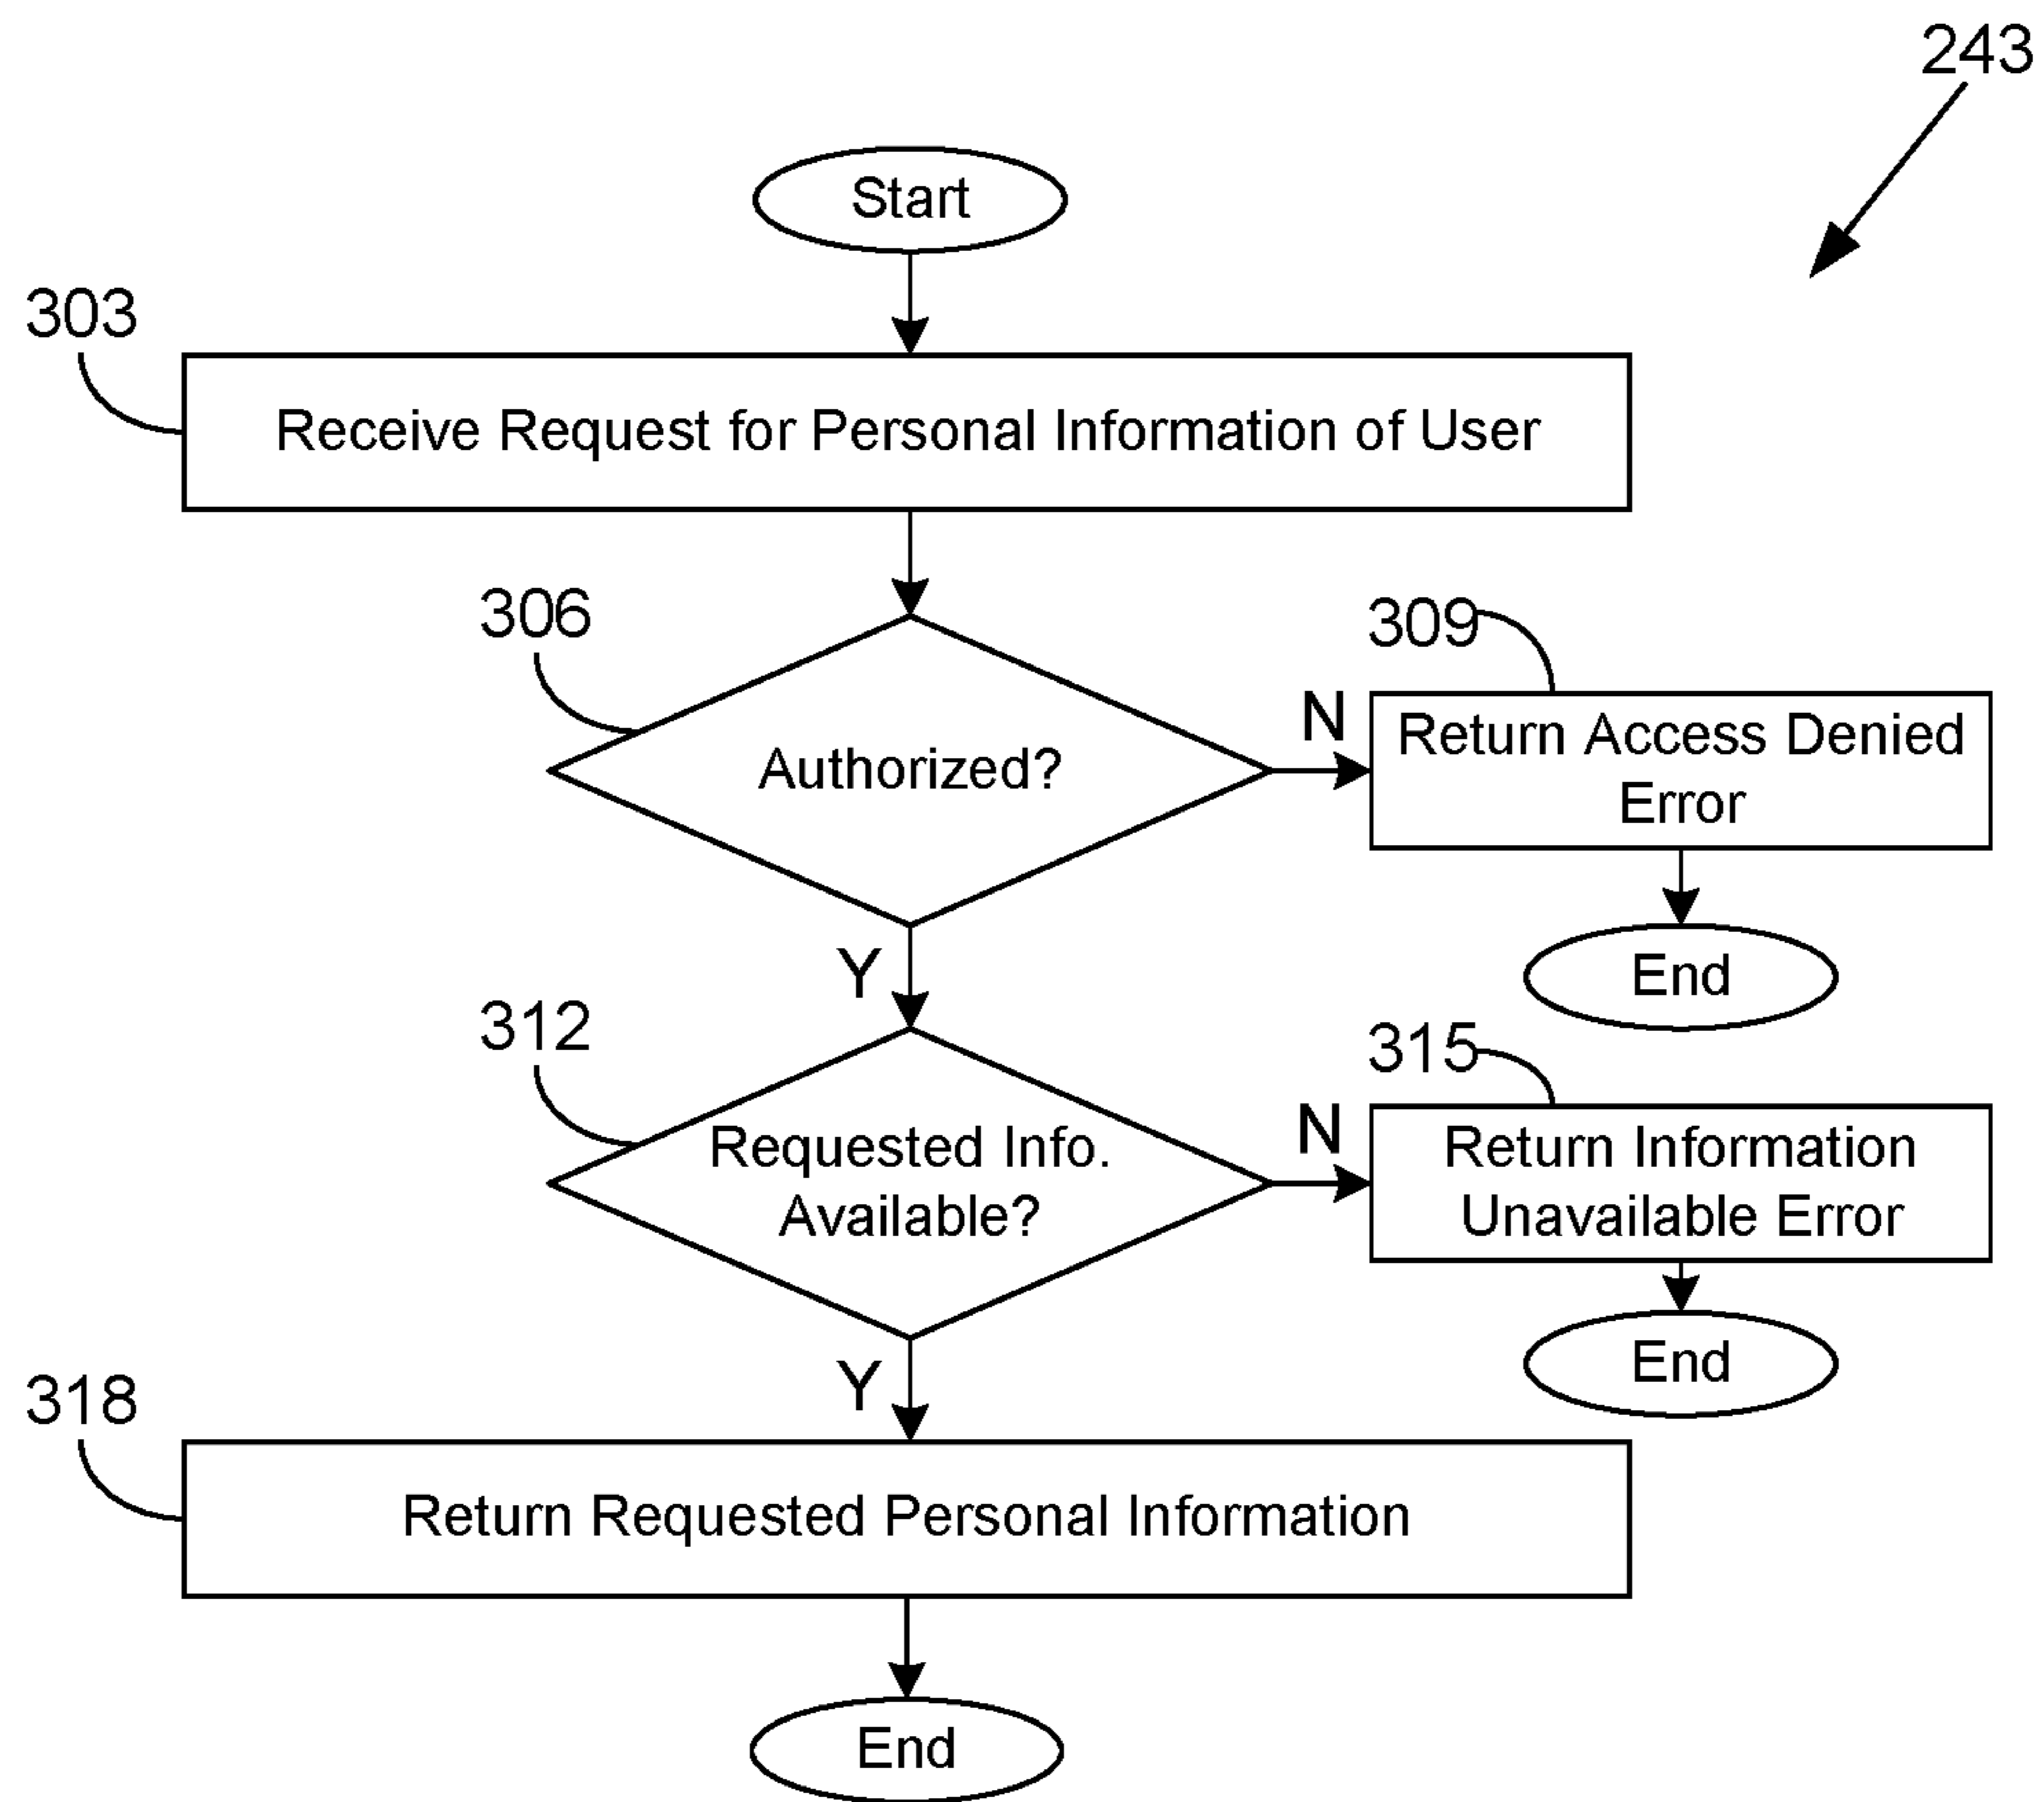 243
Start
303
Receive Request for Personal Information of User
306
309
Authorized?
N
Return Access Denied
Error
Y
End
312
315
Requested Info.
Available?
N
Return Information
Unavailable Error
Y
End
318
Return Requested Personal Information
End